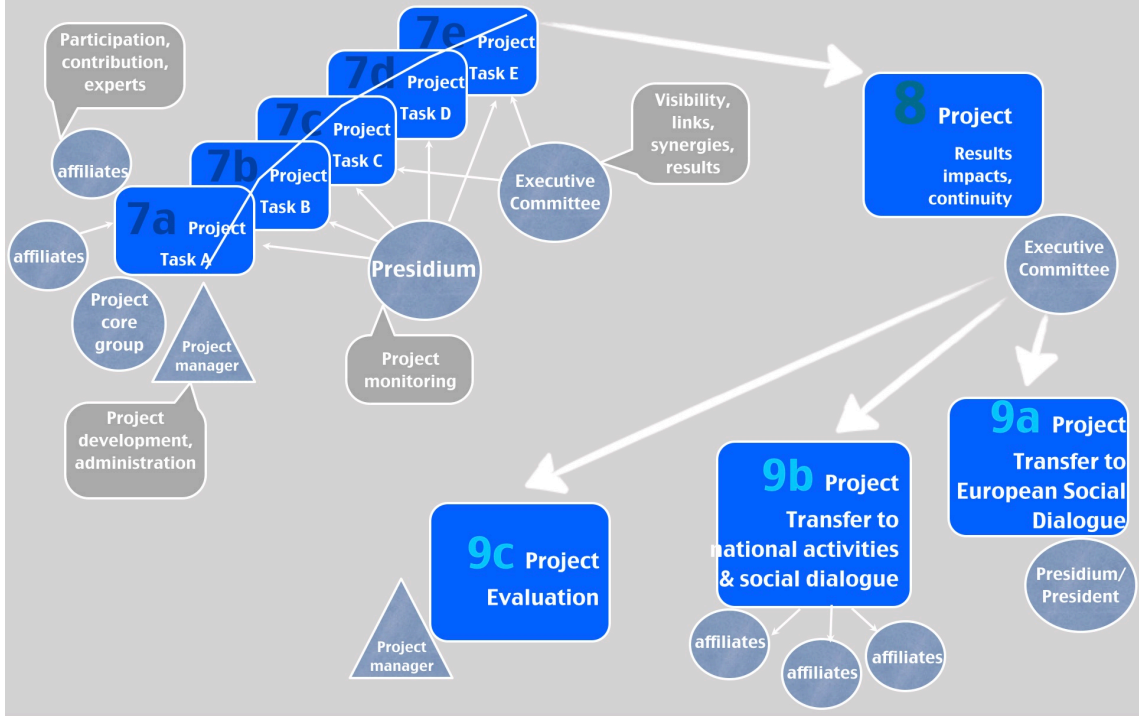 Participation,
contribution,
experts
affiliates
affiliates
7a Project
Task A
7b Project
Task B
7c Project
Task C
7d Project
Task D
7e Project
Task E
Project
core
group
Project
manager
Project
development,
administration
Presidium
Project
monitoring
Executive
Committee
Visibility,
links,
synergies,
results
8 Project
Results
impacts,
continuity
Executive
Committee
9a Project
Transfer to
European Social
Dialogue
Presidium/
President
9b Project
Transfer to
national activities
& social dialogue
affiliates
affiliates
affiliates
9c Project
Evaluation
Project
manager